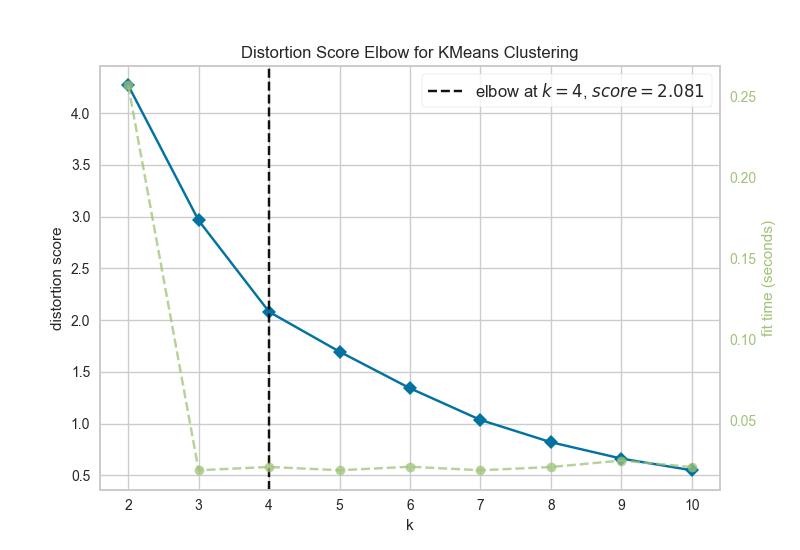 Distortion Score Elbow for KMeans Clustering
elbow at k = 4, score = 2.081
distortion score
4.0
3.5
3.0
2.5
2.0
1.5
1.0
0.5
0.25
0.20
0.15
0.10
0.05
fit time (seconds)
2 3 4 5 6 7 8 9 10
k